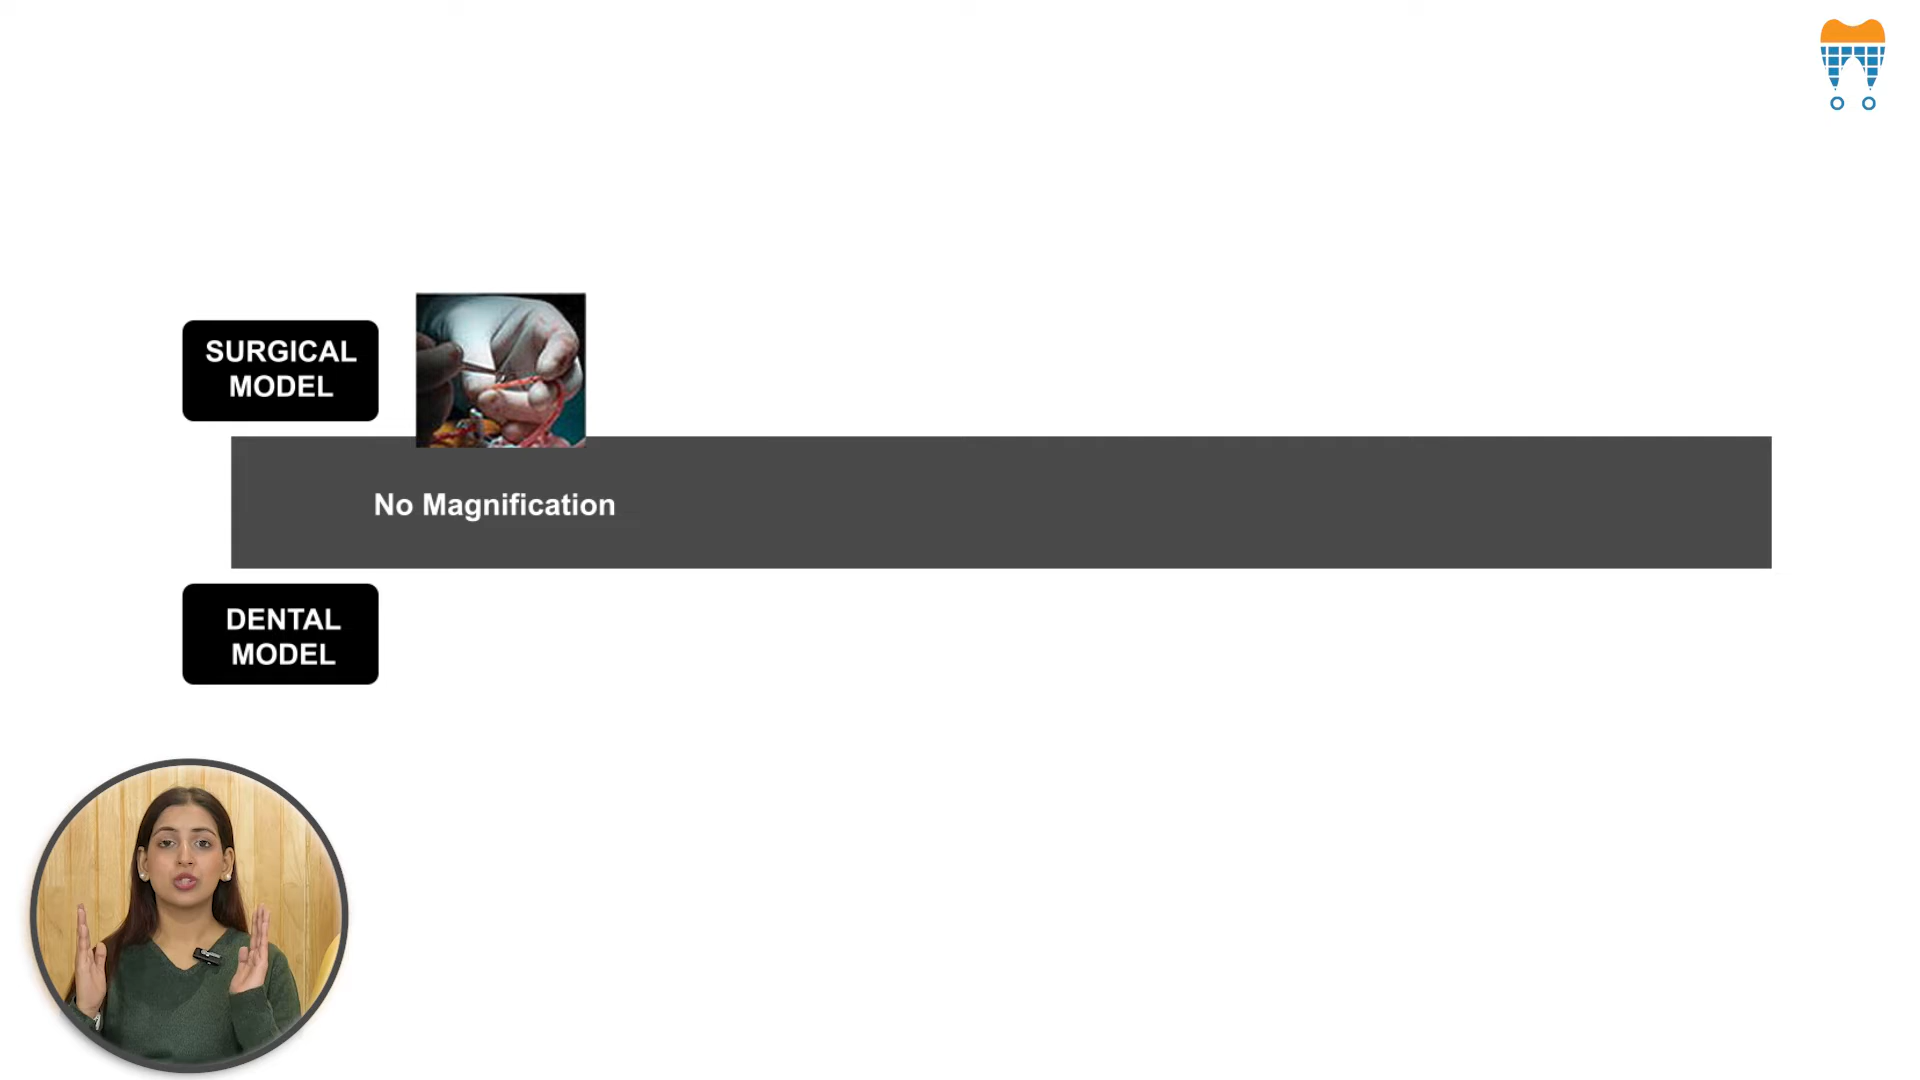 SURGICAL
MODEL
No Magnification
DENTAL
MODEL